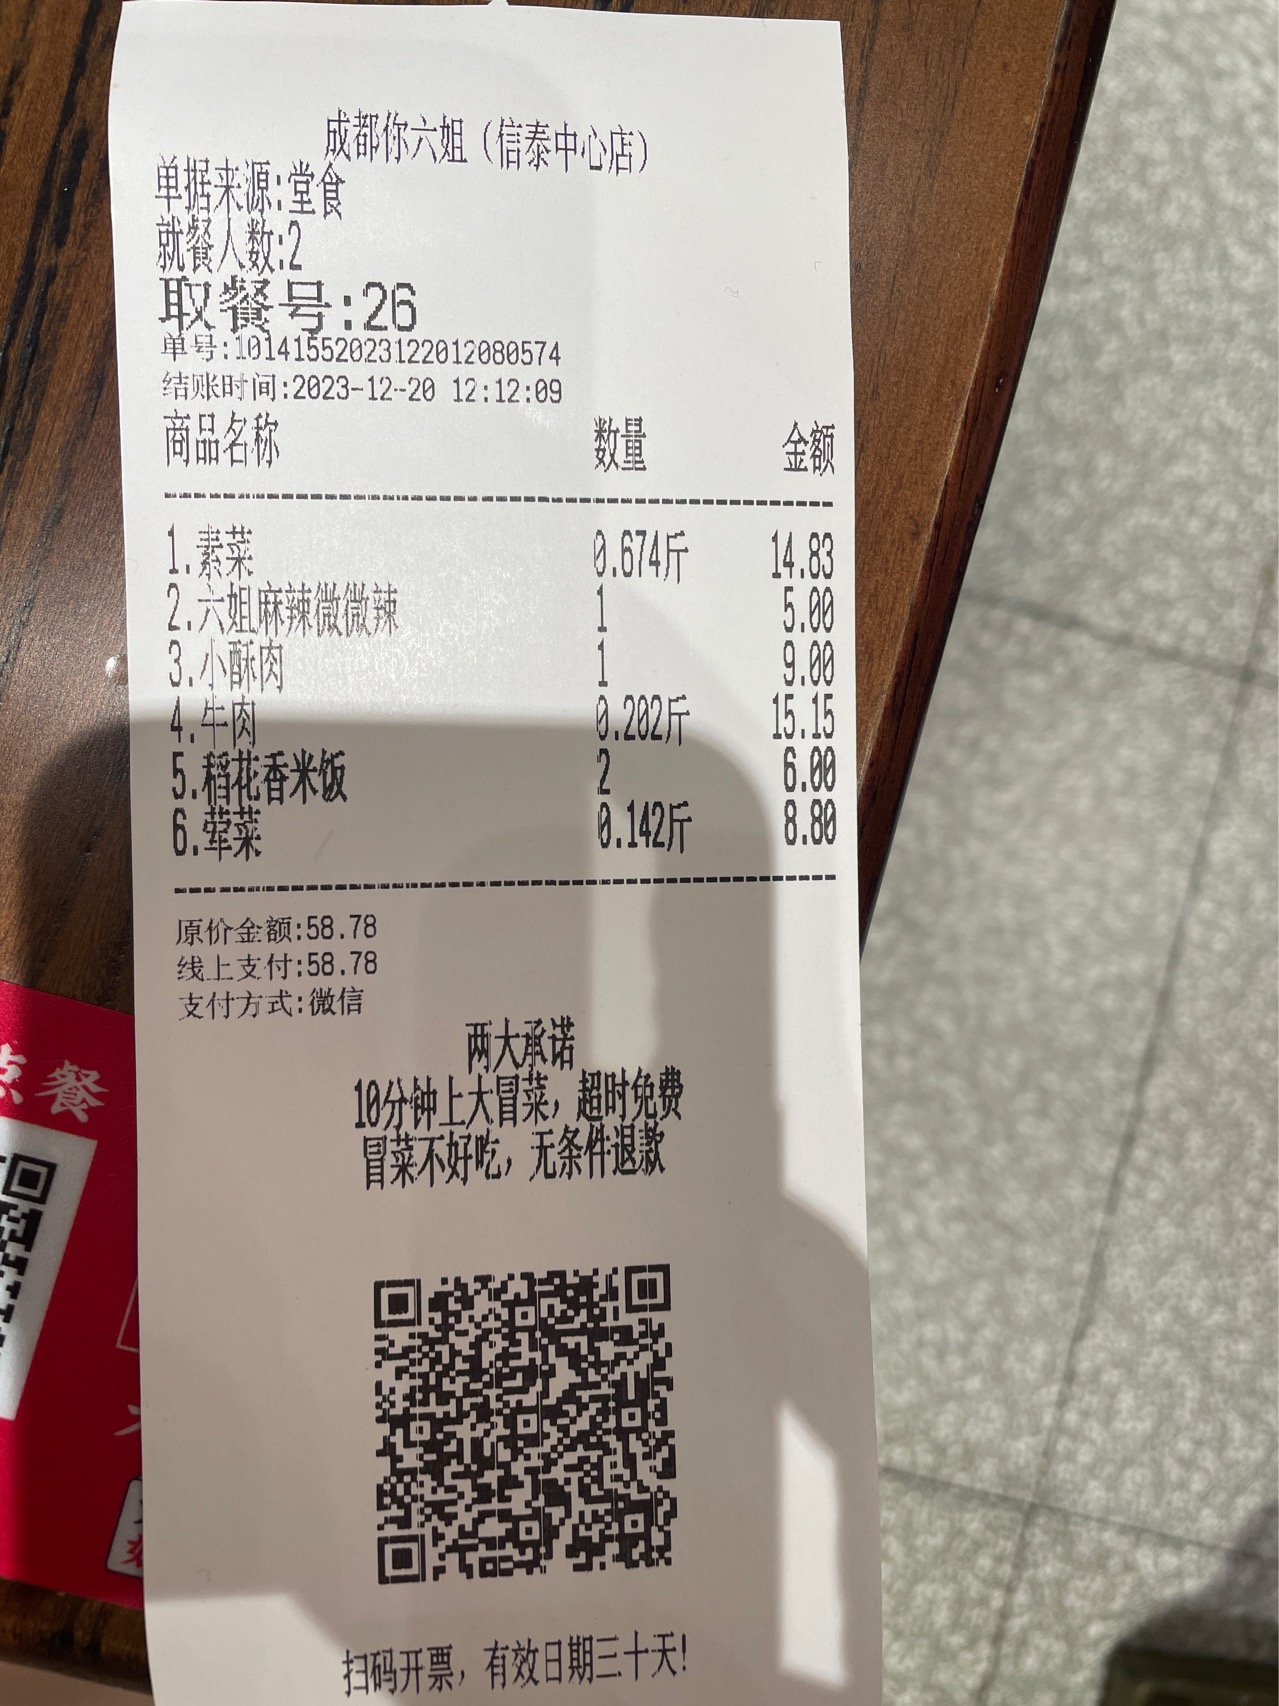 成都你六姐（信泰中心店）
单据来源:堂食
就餐人数:2
取餐号:26
单号:10141552023122012080574
结账时间:2023-12-20 12:12:09
商品名称 数量 金额
1.素菜 0.674斤 14.83
2.六姐麻辣微微辣 1 5.00
3.小酥肉 1 9.00
4.牛肉 0.202斤 15.15
5.稻花香米饭 2 6.00
6.荤菜 0.142斤 8.80
原价金额:58.78
线上支付:58.78
支付方式:微信
两大承诺
10分钟上大冒菜，超时免费
冒菜不好吃，无条件退款
扫码开票，有效日期三十天!
点餐